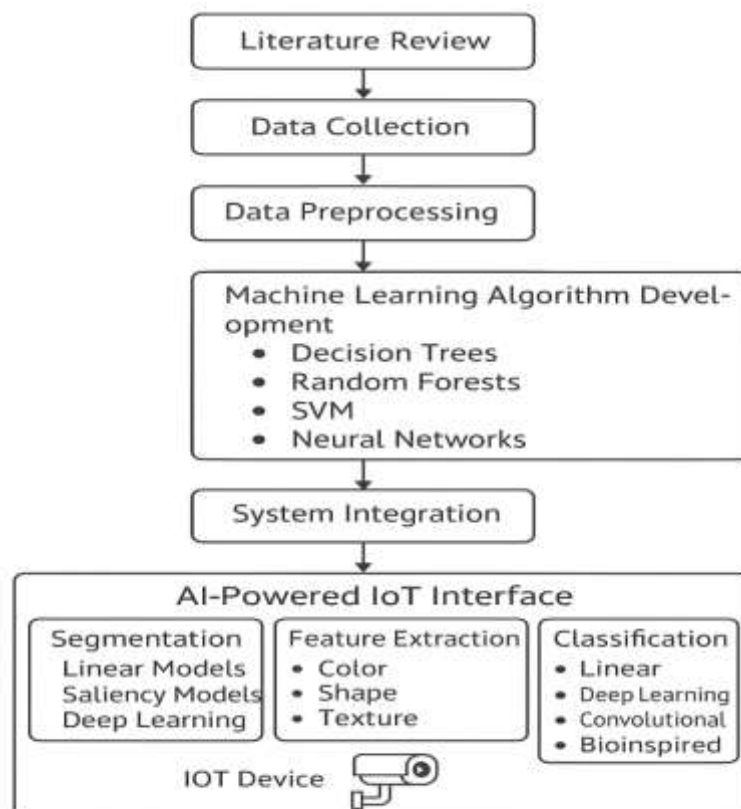 Literature Review
Data Collection
Data Preprocessing
Machine Learning Algorithm Devel-
opment
• Decision Trees
• Random Forests
• SVM
• Neural Networks
System Integration
AI-Powered IoT Interface
Segmentation
Linear Models
Saliency Models
Deep Learning
Feature Extraction
• Color
• Shape
• Texture
Classification
• Linear
• Deep Learning
• Convolutional
• Bioinspired
IOT Device